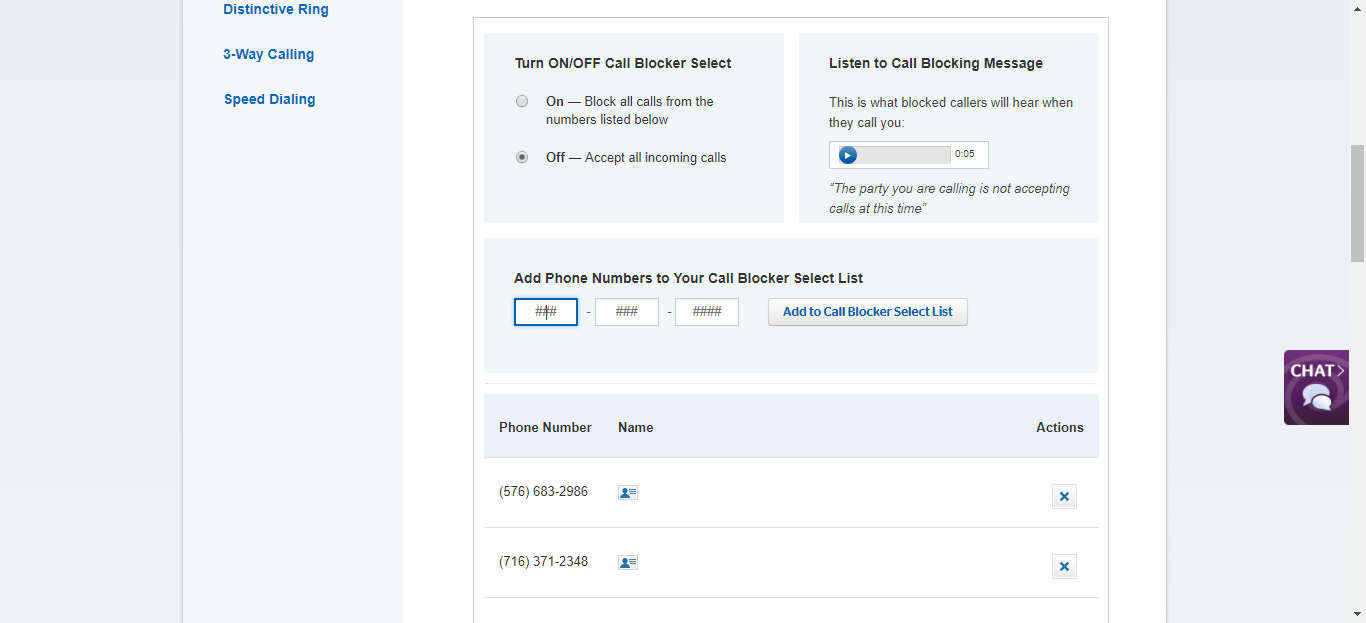 Distinctive Ring
3-Way Calling
Speed Dialing
Turn ON/OFF Call Blocker Select
On — Block all calls from the
numbers listed below
Off — Accept all incoming calls
Listen to Call Blocking Message
This is what blocked callers will hear when
they call you:
0:05
“The party you are calling is not accepting
calls at this time”
Add Phone Numbers to Your Call Blocker Select List
### - ### - #### Add to Call Blocker Select List
CHAT>
Phone Number Name Actions
(576) 683-2986
(716) 371-2348